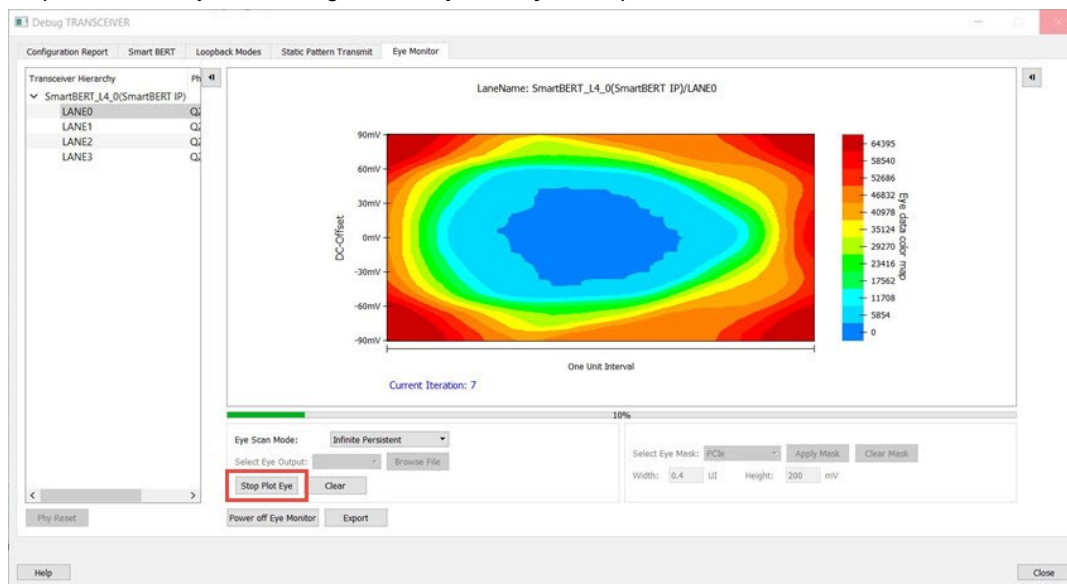 Debug TRANSCEIVER
Configuration Report Smart BERT Loopback Modes Static Pattern Transmit Eye Monitor
Transceiver Hierarchy Ph
SmartBERT_L4_0(SmartBERT IP)
LANE0
LANE1
LANE2
LANE3
LaneName: SmartBERT_L4_0(SmartBERT IP)/LANE0
90mV
60mV
30mV
0mV
-30mV
-60mV
-90mV
DC-Offset
One Unit Interval
Current Iteration: 7
64395
58540
52686
46832
40978
35124
29270
23416
17562
11708
5854
0
Eye data color map
10%
Eye Scan Mode: Infinite Persistent
Select Eye Output: Browse File
Stop Plot Eye Clear
Select Eye Mask: PCIe Apply Mask Clear Mask
Width: 0.4 UI Height: 200 mV
Phy Reset Power off Eye Monitor Export
Help Close